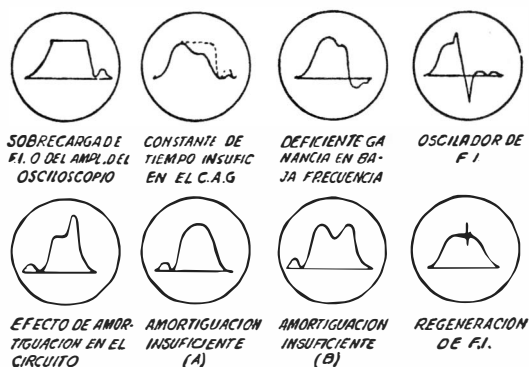 SOBRECARGA DE
F.I. O DEL AMPL. DEL
OSCILOSCOPIO
CONSTANTE DE
TIEMPO INSUFIC
EN EL C.A.G
DEFICIENTE GA
NANCIA EN BA-
JA FRECUENCIA
OSCILADOR DE
F I.
EFECTO DE AMOR-
TIGUACION EN EL
CIRCUITO
AMORTIGUACION
INSUFICIENTE
(A)
AMORTIGUACION
INSUFICIENTE
(B)
REGENERACION
DE F.I.